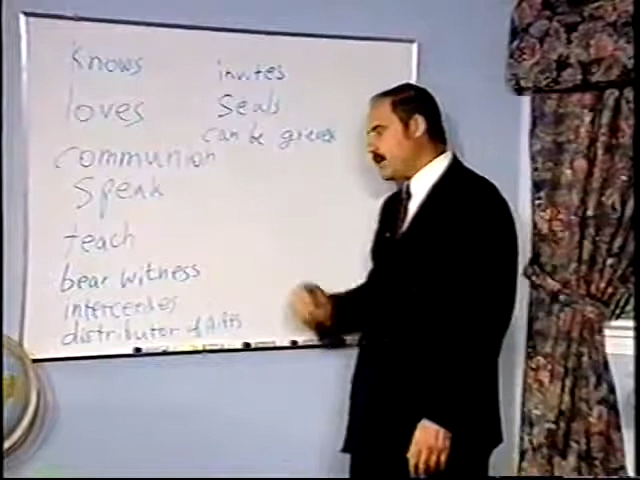 knows
loves
communion
speak
teach
bear witness
intercedes
distributor of Gifts
invites
Seals
can be grieved